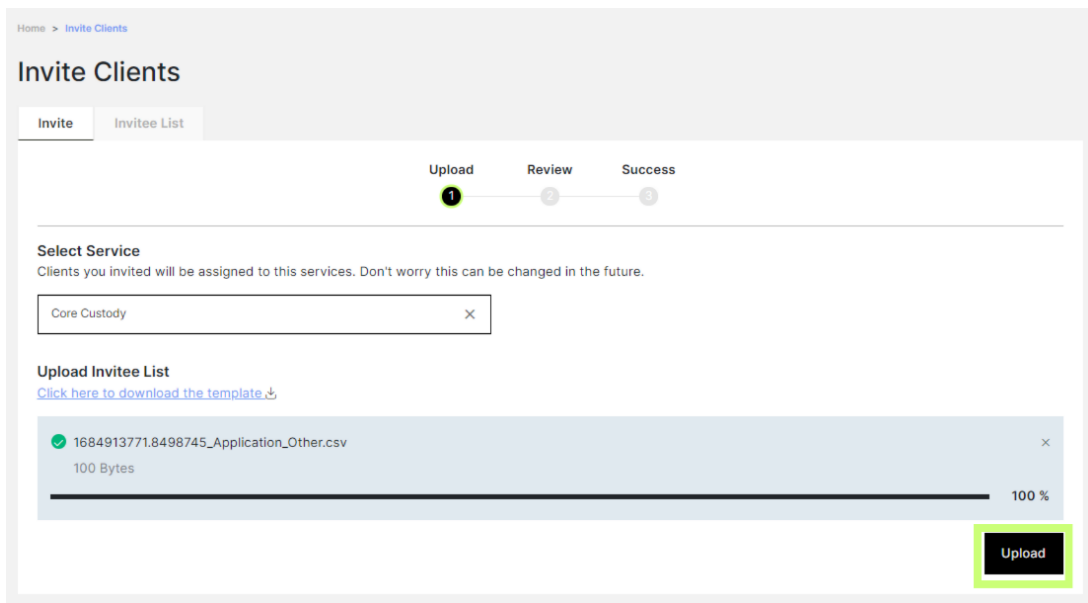 Home > Invite Clients
Invite Clients
Invite Invitee List
Upload Review Success
1 2 3
Select Service
Clients you invited will be assigned to this services. Don't worry this can be changed in the future.
Core Custody ×
Upload Invitee List
Click here to download the template
1684913771.8498745_Application_Other.csv ×
100 Bytes
100 %
Upload